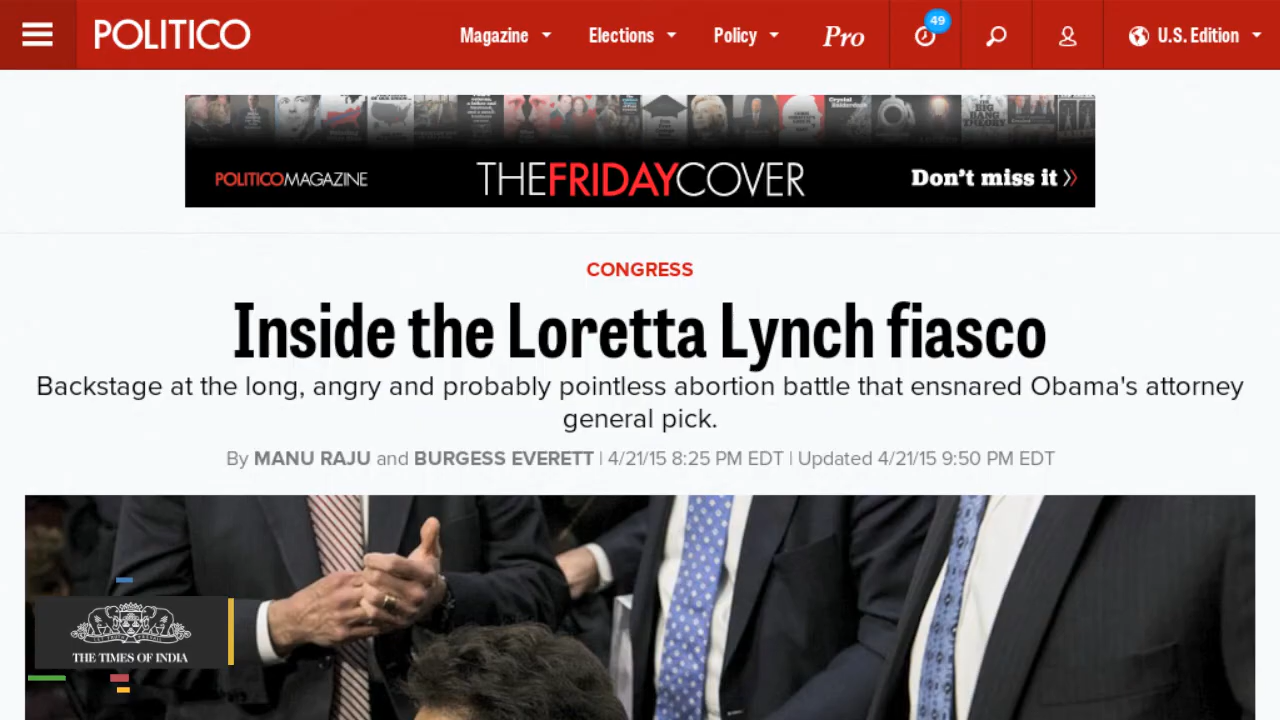 POLITICO
Magazine Elections Policy Pro 49 U.S. Edition
POLITICOMAGAZINE THEFRIDAYCOVER Don't miss it
CONGRESS
Inside the Loretta Lynch fiasco
Backstage at the long, angry and probably pointless abortion battle that ensnared Obama's attorney
general pick.
By MANU RAJU and BURGESS EVERETT | 4/21/15 8:25 PM EDT | Updated 4/21/15 9:50 PM EDT
THE TIMES OF INDIA